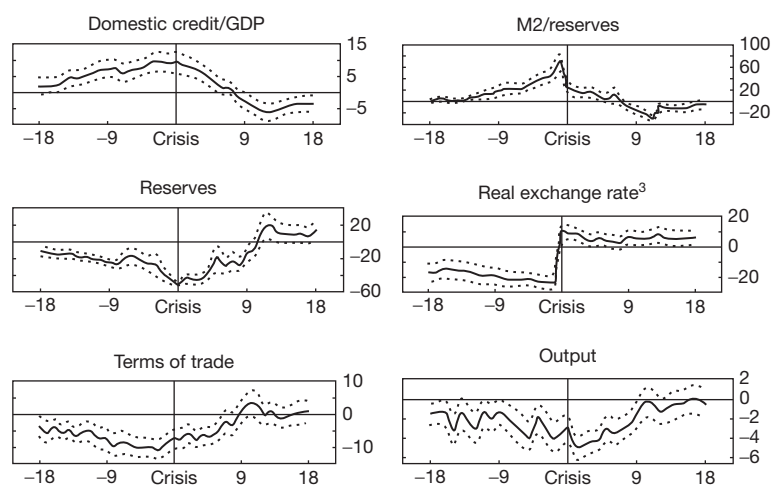 Domestic credit/GDP
15
5
−5
−18 −9 Crisis 9 18
M2/reserves
100
60
20
−20
−18 −9 Crisis 9 18
Reserves
20
−20
−60
−18 −9 Crisis 9 18
Real exchange rate3
20
0
−20
−18 −9 Crisis 9 18
Terms of trade
10
0
−10
−18 −9 Crisis 9 18
Output
2
0
−2
−4
−6
−18 −9 Crisis 9 18